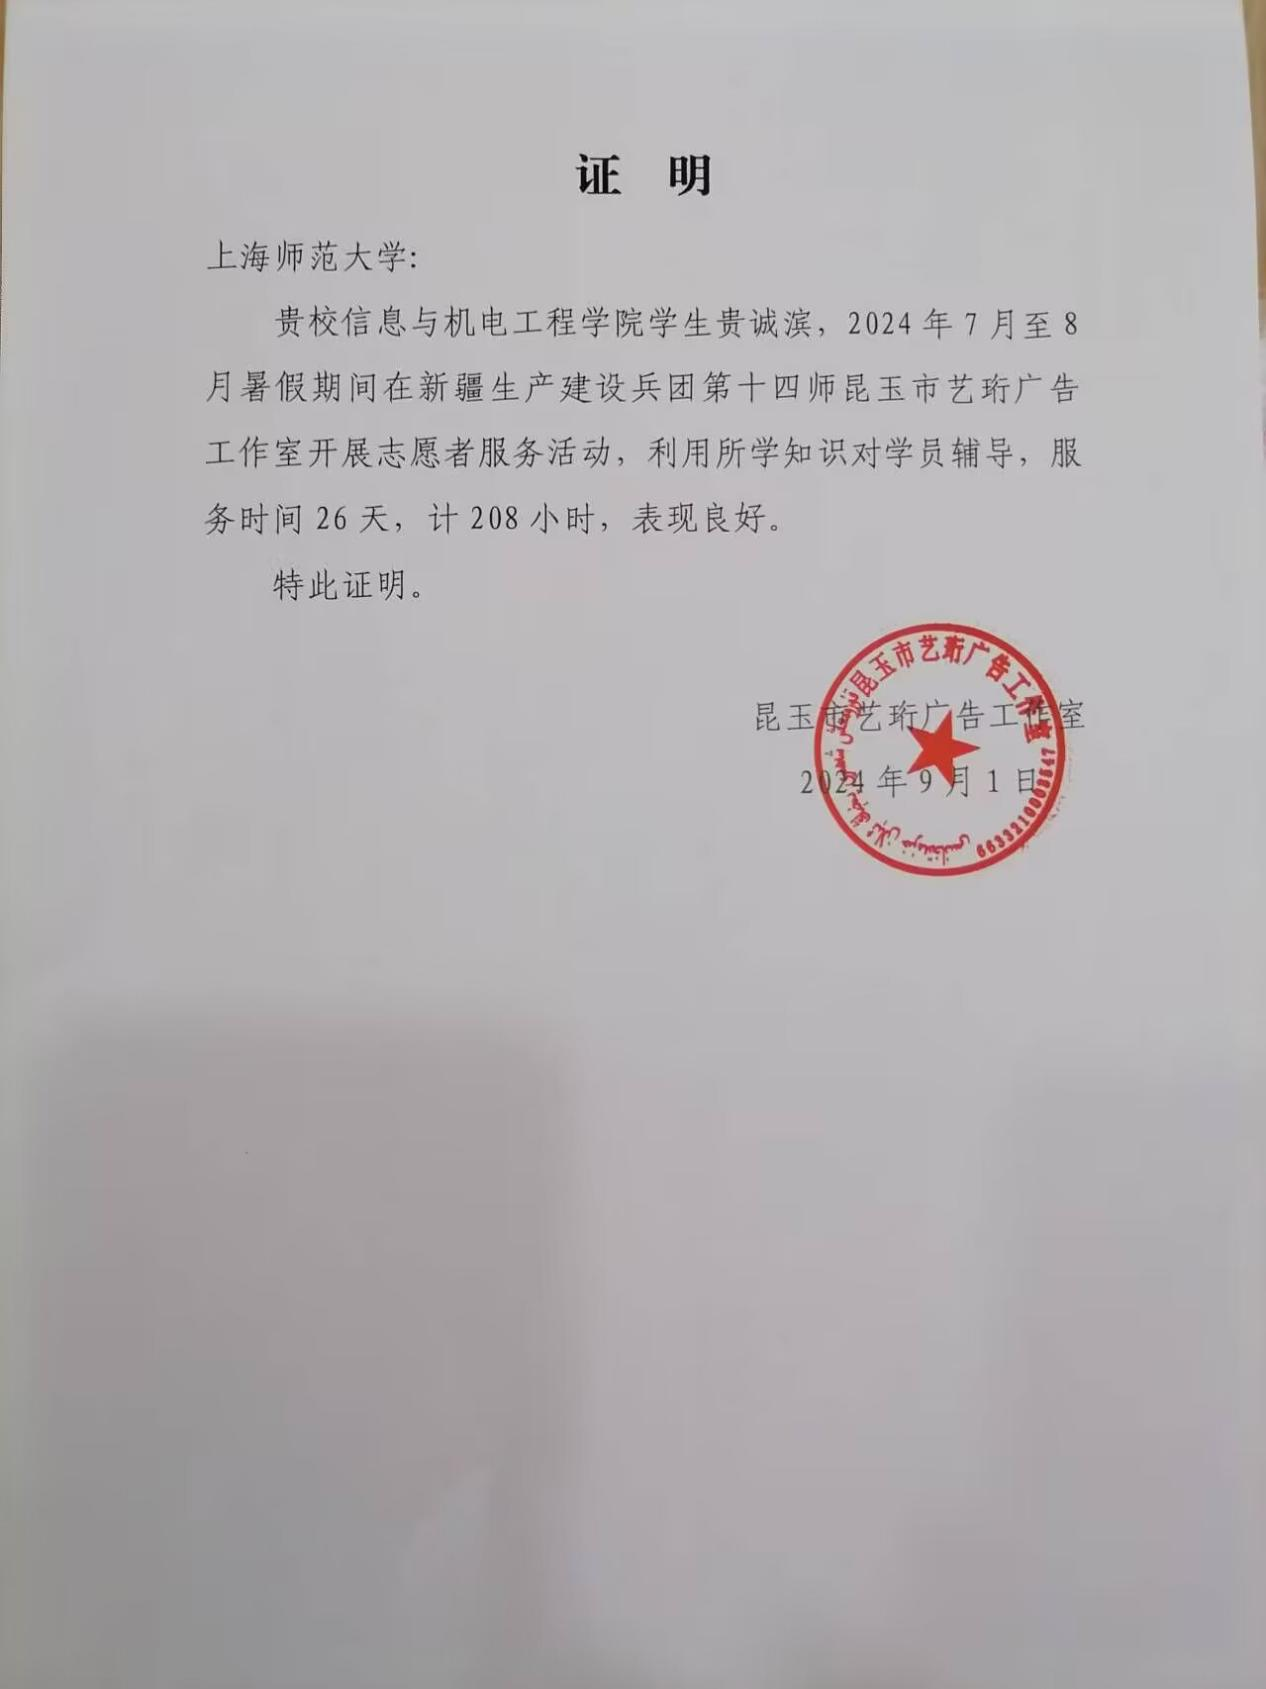 证 明
上海师范大学:
贵校信息与机电工程学院学生贵诚滨，2024 年 7 月至 8
月暑假期间在新疆生产建设兵团第十四师昆玉市艺珩广告
工作室开展志愿者服务活动，利用所学知识对学员辅导，服
务时间 26 天，计 208 小时，表现良好。
特此证明。
昆玉市艺珩广告工作室
2024 年 9 月 1 日
昆玉市艺珩广告工作室